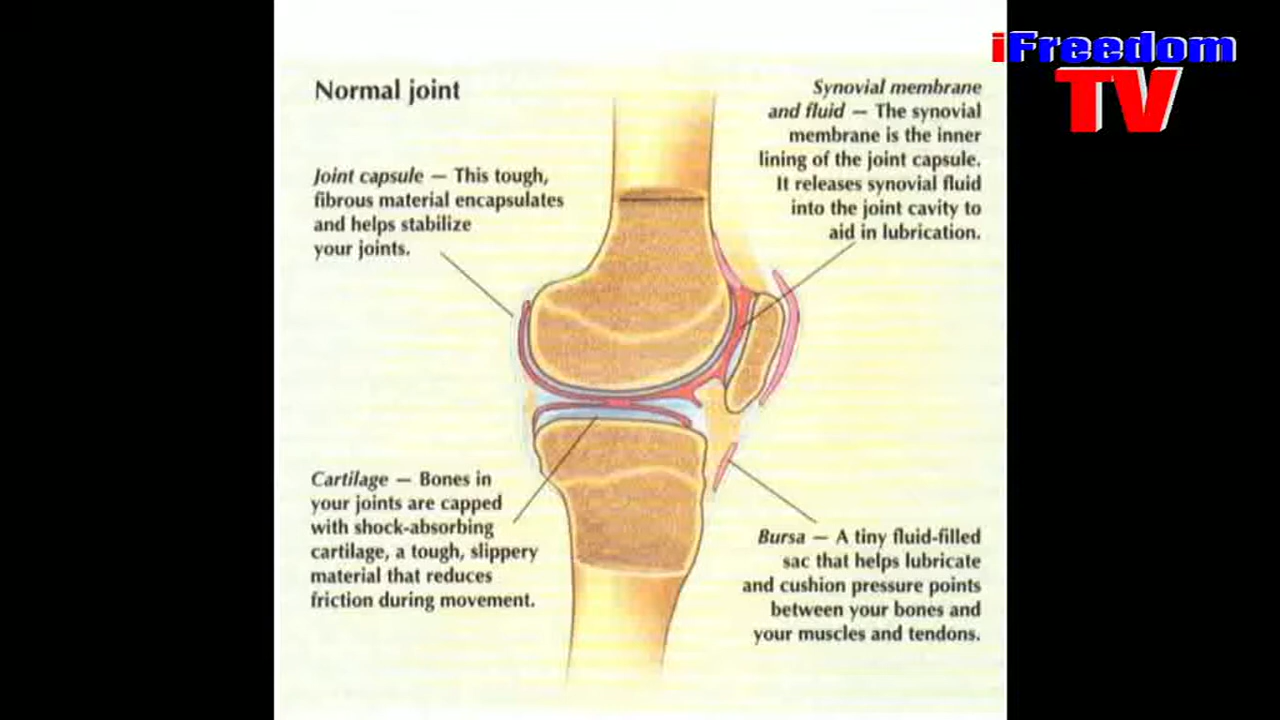 iFreedom
TV
Normal joint
Joint capsule — This tough,
fibrous material encapsulates
and helps stabilize
your joints.
Synovial membrane
and fluid — The synovial
membrane is the inner
lining of the joint capsule.
It releases synovial fluid
into the joint cavity to
aid in lubrication.
Cartilage — Bones in
your joints are capped
with shock-absorbing
cartilage, a tough, slippery
material that reduces
friction during movement.
Bursa — A tiny fluid-filled
sac that helps lubricate
and cushion pressure points
between your bones and
your muscles and tendons.